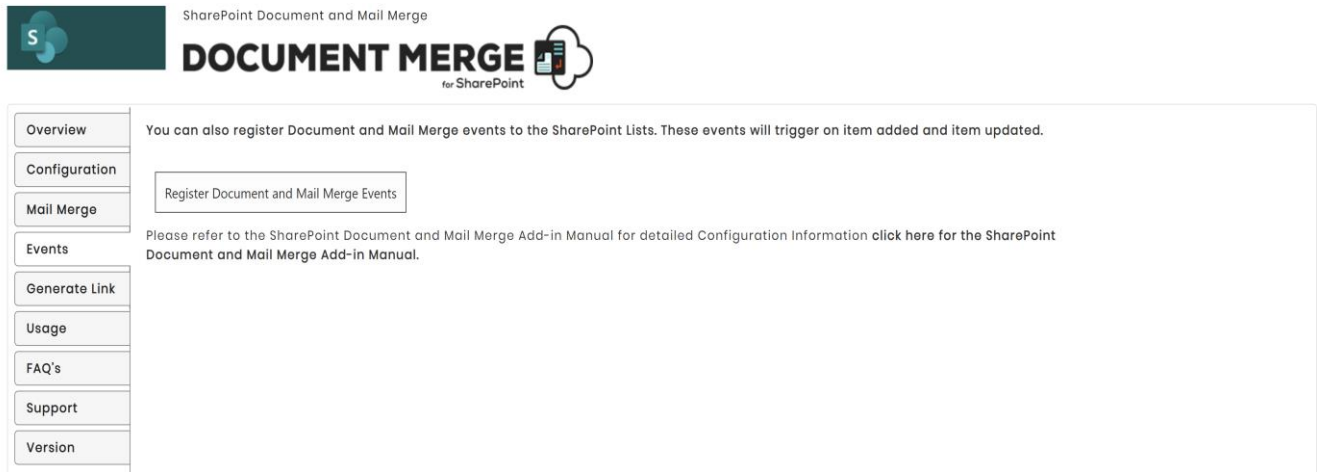 S
SharePoint Document and Mail Merge
DOCUMENT MERGE
for SharePoint
Overview
Configuration
Mail Merge
Events
Generate Link
Usage
FAQ's
Support
Version
You can also register Document and Mail Merge events to the SharePoint Lists. These events will trigger on item added and item updated.
Register Document and Mail Merge Events
Please refer to the SharePoint Document and Mail Merge Add-in Manual for detailed Configuration Information click here for the SharePoint
Document and Mail Merge Add-in Manual.